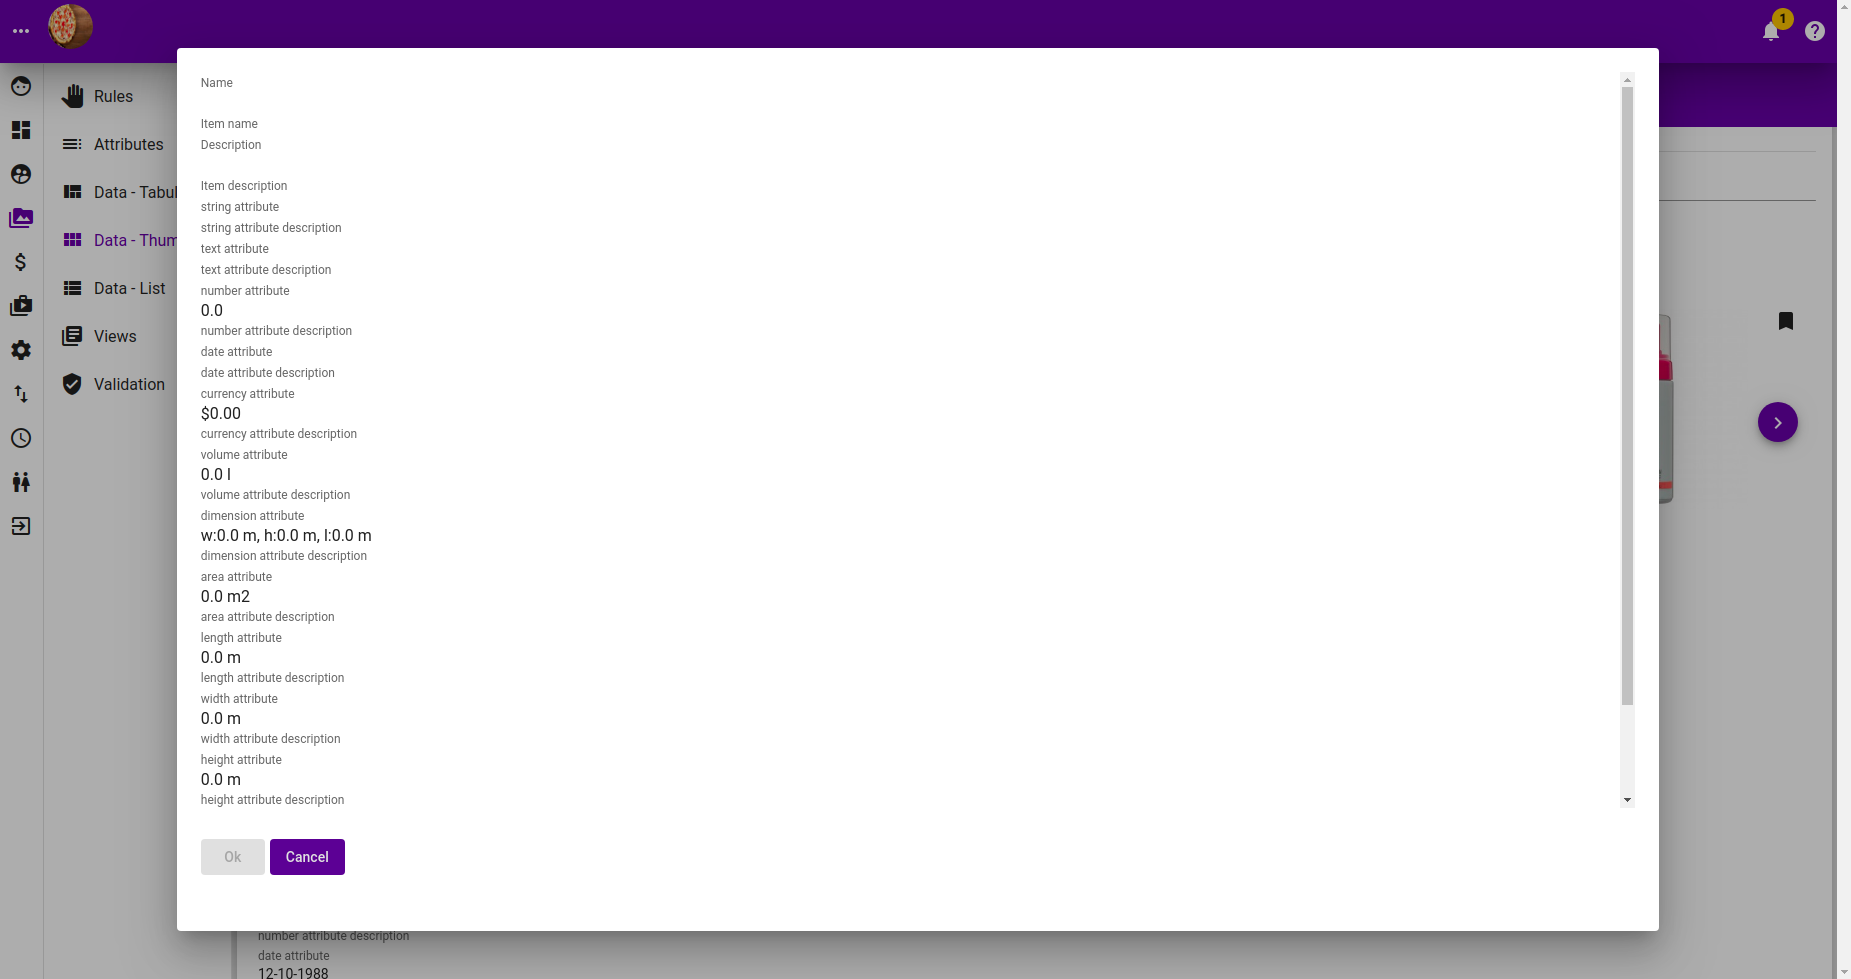 1
Rules
Attributes
Data - Tabul
Data - Thum
Data - List
Views
Validation
Name
Item name
Description
Item description
string attribute
string attribute description
text attribute
text attribute description
number attribute
0.0
number attribute description
date attribute
date attribute description
currency attribute
$0.00
currency attribute description
volume attribute
0.0 l
volume attribute description
dimension attribute
w:0.0 m, h:0.0 m, l:0.0 m
dimension attribute description
area attribute
0.0 m2
area attribute description
length attribute
0.0 m
length attribute description
width attribute
0.0 m
width attribute description
height attribute
0.0 m
height attribute description
Ok Cancel
number attribute description
date attribute
12-10-1988